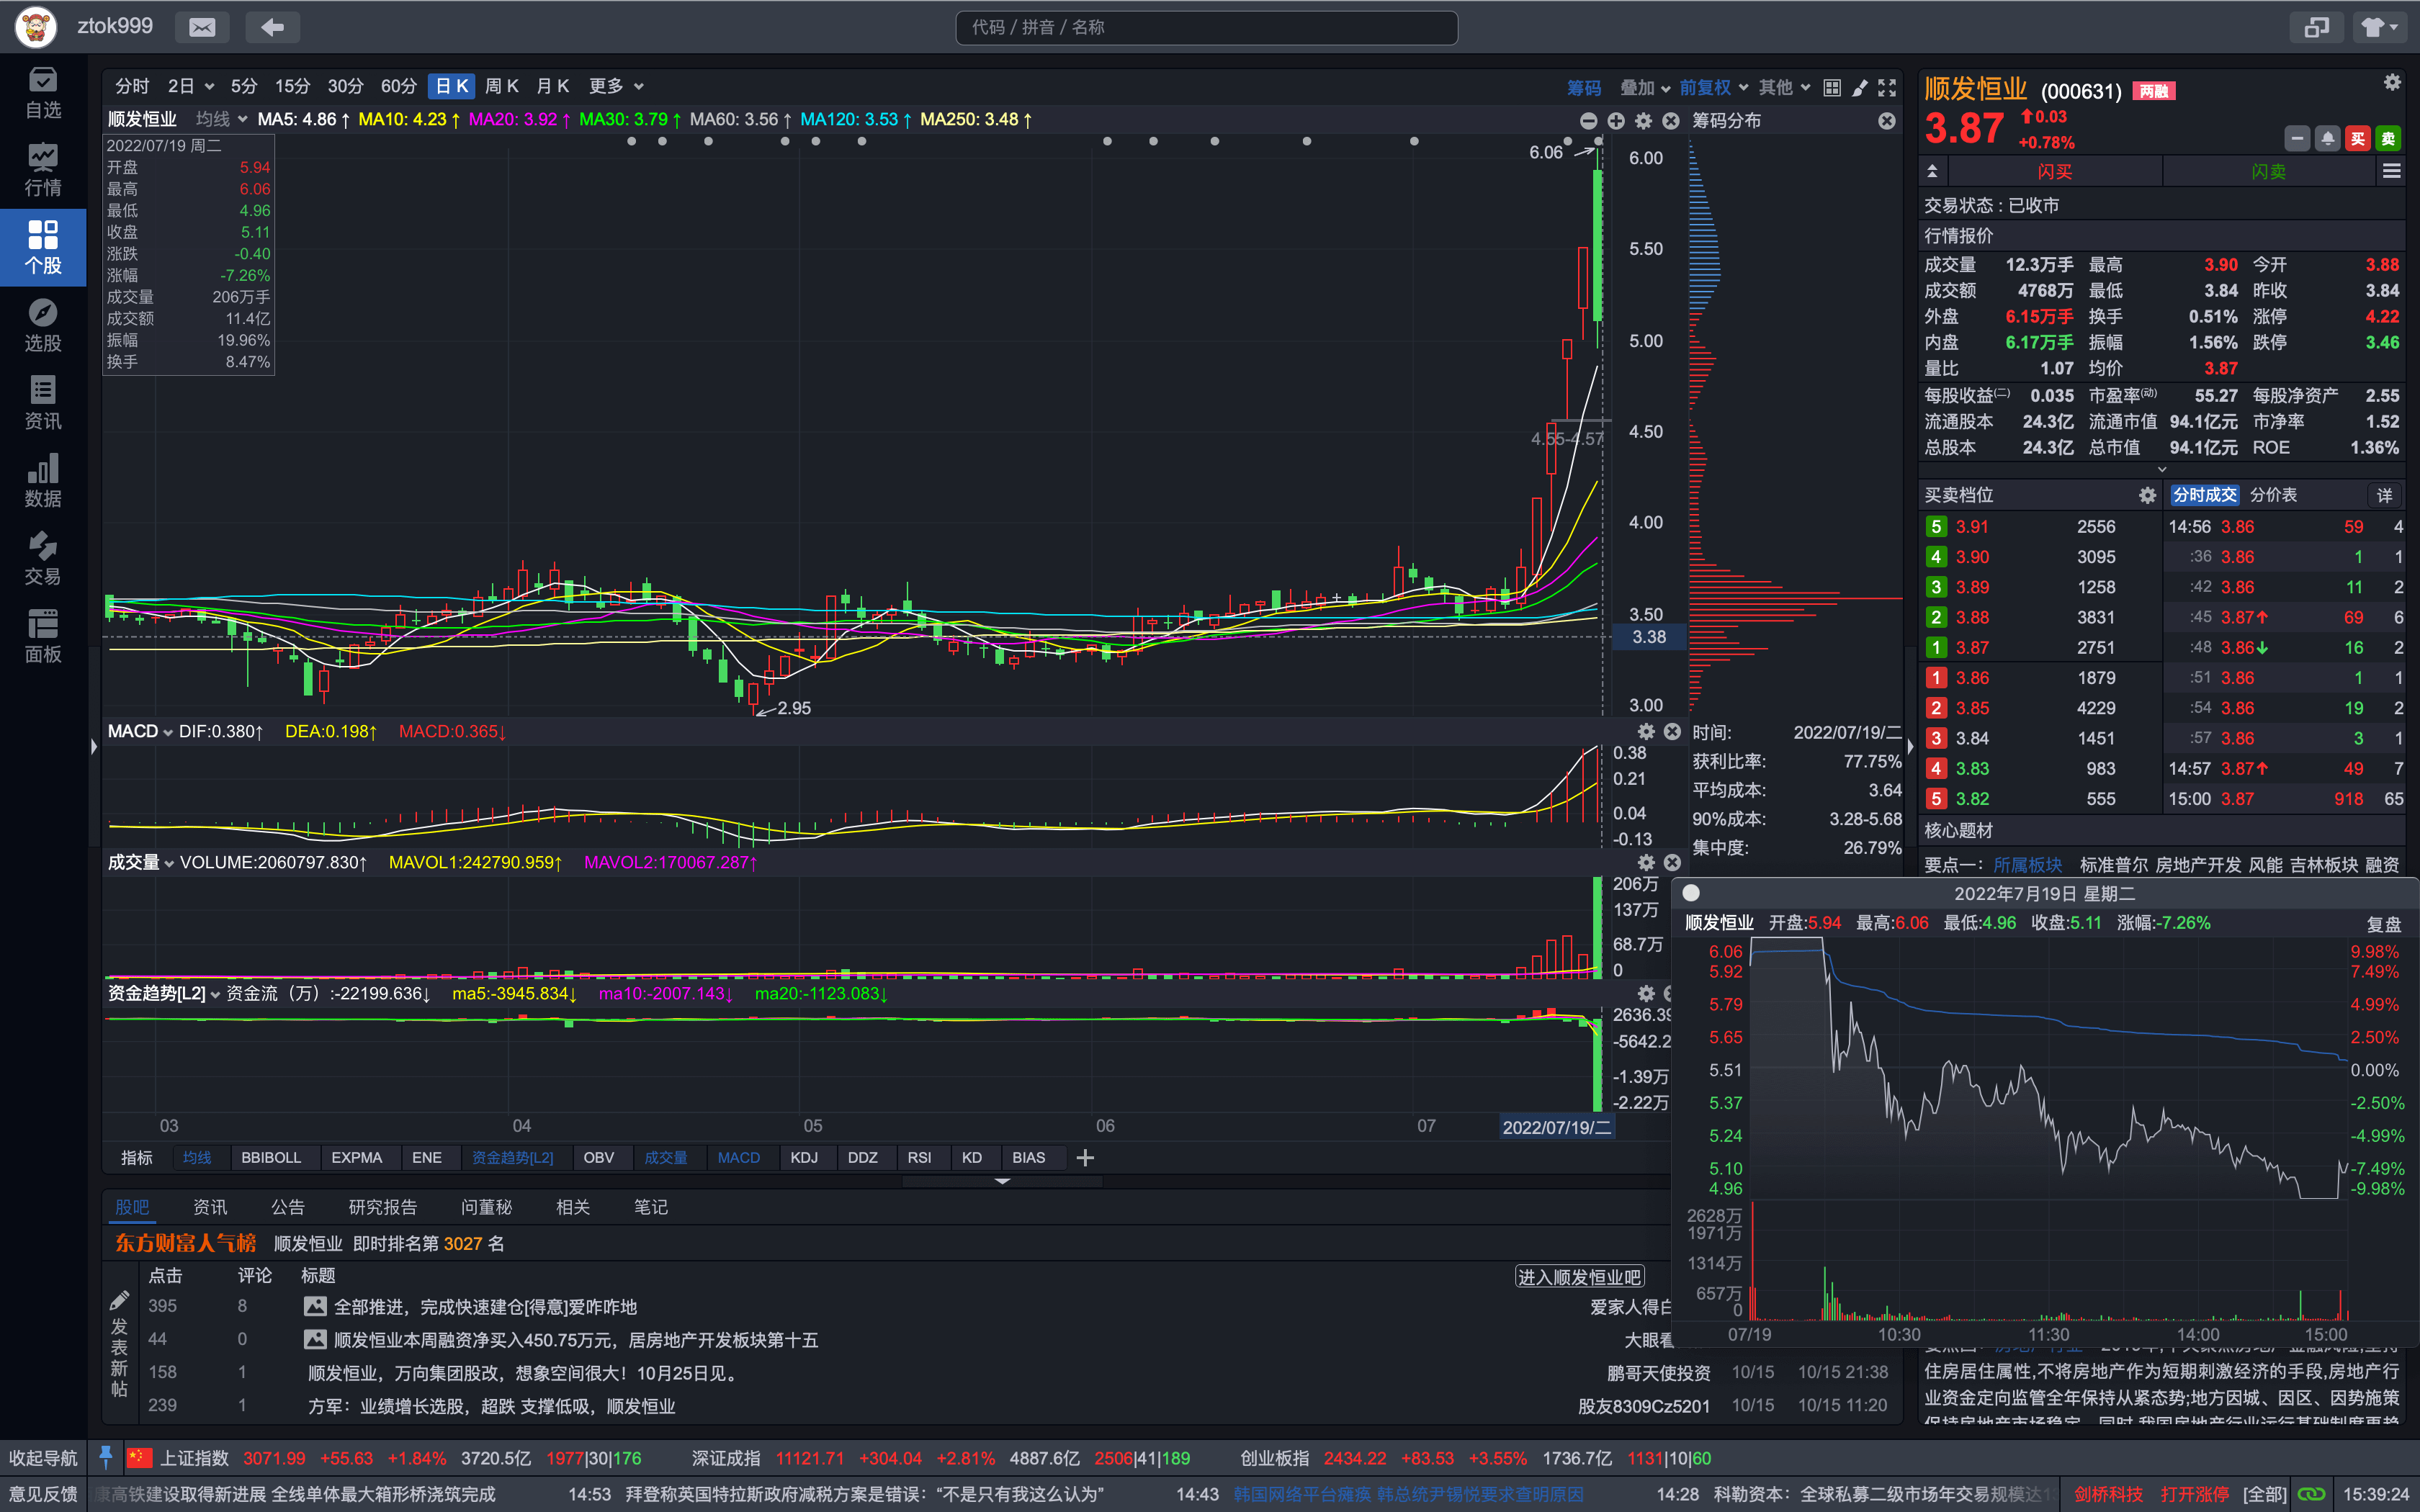 ztok999
代码 / 拼音 / 名称
自选
行情
个股
选股
资讯
数据
交易
面板
分时 2日 5分 15分 30分 60分 日K 周K 月K 更多
筹码 叠加 前复权 其他
顺发恒业 均线 MA5: 4.86↑ MA10: 4.23↑ MA20: 3.92↑ MA30: 3.79↑ MA60: 3.56↑ MA120: 3.53↑ MA250: 3.48↑
筹码分布
2022/07/19 周二
开盘 5.94
最高 6.06
最低 4.96
收盘 5.11
涨跌 -0.40
涨幅 -7.26%
成交量 206万手
成交额 11.4亿
振幅 19.96%
换手 8.47%
6.06
6.00
5.50
5.00
4.50
4.55-4.57
4.00
3.50
3.38
3.00
2.95
MACD DIF:0.380↑ DEA:0.198↑ MACD:0.365↓
0.38
0.21
0.04
-0.13
成交量 VOLUME:2060797.830↑ MAVOL1:242790.959↑ MAVOL2:170067.287↑
206万
137万
68.7万
0
资金趋势[L2] 资金流（万）:-22199.636↓ ma5:-3945.834↓ ma10:-2007.143↓ ma20:-1123.083↓
2636.39
-5642.2
-1.39万
-2.22万
03 04 05 06 07 2022/07/19/二
时间: 2022/07/19/二
获利比率: 77.75%
平均成本: 3.64
90%成本: 3.28-5.68
集中度: 26.79%
指标 均线 BBIBOLL EXPMA ENE 资金趋势[L2] OBV 成交量 MACD KDJ DDZ RSI KD BIAS
股吧 资讯 公告 研究报告 问董秘 相关 笔记
东方财富人气榜 顺发恒业 即时排名第 3027 名
点击 评论 标题 进入顺发恒业吧
发表新帖
395 8 全部推进，完成快速建仓[得意]爱咋咋地 爱家人得
44 0 顺发恒业本周融资净买入450.75万元，居房地产开发板块第十五 大眼
158 1 顺发恒业，万向集团股改，想象空间很大！10月25日见。 鹏哥天使投资 10/15 10/15 21:38
239 1 方军：业绩增长选股，超跌 支撑低吸，顺发恒业 股友8309Cz5201 10/15 10/15 11:20
顺发恒业 (000631) 两融
3.87 0.03
+0.78%
买 卖
闪买 闪卖
交易状态 : 已收市
行情报价
成交量 12.3万手 最高 3.90 今开 3.88
成交额 4768万 最低 3.84 昨收 3.84
外盘 6.15万手 换手 0.51% 涨停 4.22
内盘 6.17万手 振幅 1.56% 跌停 3.46
量比 1.07 均价 3.87
每股收益(二) 0.035 市盈率(动) 55.27 每股净资产 2.55
流通股本 24.3亿 流通市值 94.1亿元 市净率 1.52
总股本 24.3亿 总市值 94.1亿元 ROE 1.36%
买卖档位 分时成交 分价表 详
5 3.91 2556 14:56 3.86 59 4
4 3.90 3095 :36 3.86 1 1
3 3.89 1258 :42 3.86 11 2
2 3.88 3831 :45 3.87↑ 69 6
1 3.87 2751 :48 3.86↓ 16 2
1 3.86 1879 :51 3.86 1 1
2 3.85 4229 :54 3.86 19 2
3 3.84 1451 :57 3.86 3 1
4 3.83 983 14:57 3.87↑ 49 7
5 3.82 555 15:00 3.87 918 65
核心题材
要点一： 所属板块 标准普尔 房地产开发 风能 吉林板块 融资
2022年7月19日 星期二
顺发恒业 开盘:5.94 最高:6.06 最低:4.96 收盘:5.11 涨幅:-7.26% 复盘
6.06 9.98%
5.92 7.49%
5.79 4.99%
5.65 2.50%
5.51 0.00%
5.37 -2.50%
5.24 -4.99%
5.10 -7.49%
4.96 -9.98%
2628万
1971万
1314万
657万
0
07/19 10:30 11:30 14:00 15:00
住房居住属性,不将房地产作为短期刺激经济的手段,房地产行
业资金定向监管全年保持从紧态势;地方因城、因区、因势施策
收起导航 上证指数 3071.99 +55.63 +1.84% 3720.5亿 1977|30|176 深证成指 11121.71 +304.04 +2.81% 4887.6亿 2506|41|189 创业板指 2434.22 +83.53 +3.55% 1736.7亿 1131|10|60
意见反馈 康高铁建设取得新进展 全线单体最大箱形桥浇筑完成 14:53 拜登称英国特拉斯政府减税方案是错误：“不是只有我这么认为” 14:43 韩国网络平台瘫痪 韩总统尹锡悦要求查明原因 14:28 科勒资本：全球私募二级市场年交易规模达 剑桥科技 打开涨停 [全部] 15:39:24